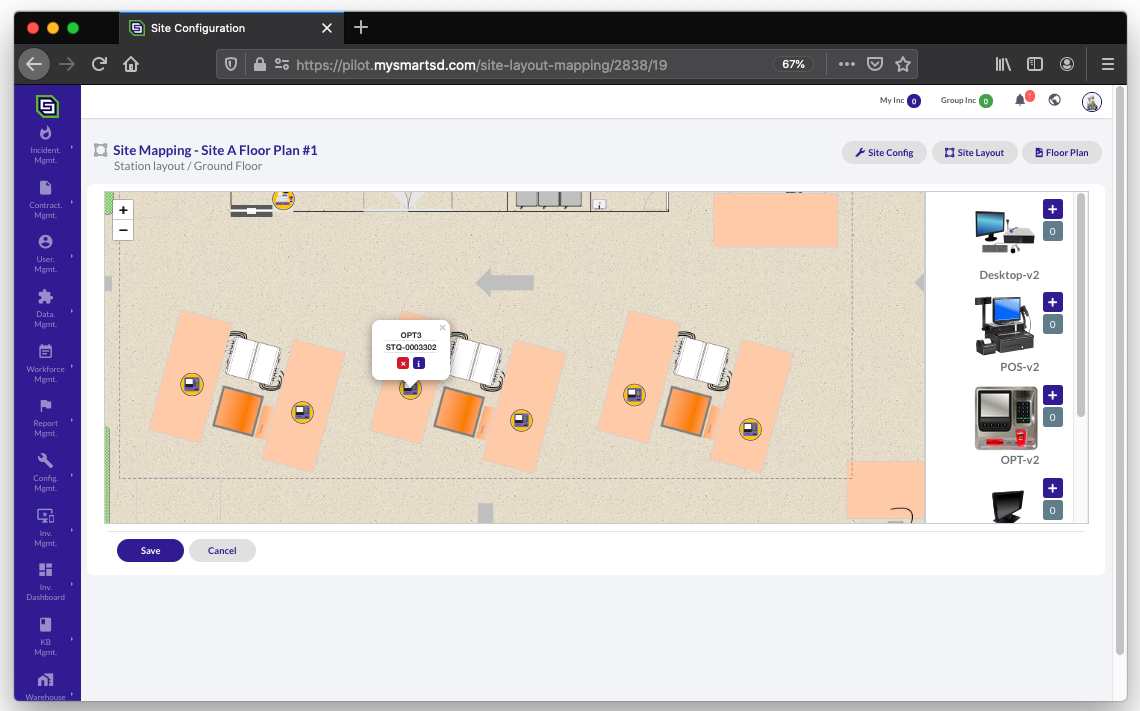 Site Configuration
https://pilot.mysmartsd.com/site-layout-mapping/2838/19
67%
My Inc 0
Group Inc 0
!
Incident.
Mgmt.
Contract.
Mgmt.
User.
Mgmt.
Data.
Mgmt.
Workforce
Mgmt.
Report
Mgmt.
Config.
Mgmt.
Inv.
Mgmt.
Inv.
Dashboard
KB
Mgmt.
Warehouse
Site Mapping - Site A Floor Plan #1
Station layout / Ground Floor
Site Config
Site Layout
Floor Plan
+
−
OPT3
STQ-0003302
× i
+
0
Desktop-v2
+
0
POS-v2
+
0
OPT-v2
+
0
Save
Cancel